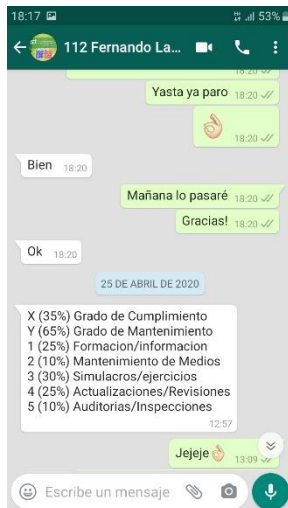 18:17 53%
112 Fernando La...
18:20
Yasta ya paro 18:20
18:20
Bien 18:20
Mañana lo pasaré 18:20
Gracias! 18:20
Ok 18:20
25 DE ABRIL DE 2020
X (35%) Grado de Cumplimiento
Y (65%) Grado de Mantenimiento
1 (25%) Formacion/informacion
2 (10%) Mantenimiento de Medios
3 (30%) Simulacros/ejercicios
4 (25%) Actualizaciones/Revisiones
5 (10%) Auditorias/Inspecciones
12:57
Jejeje 13:09
Escribe un mensaje